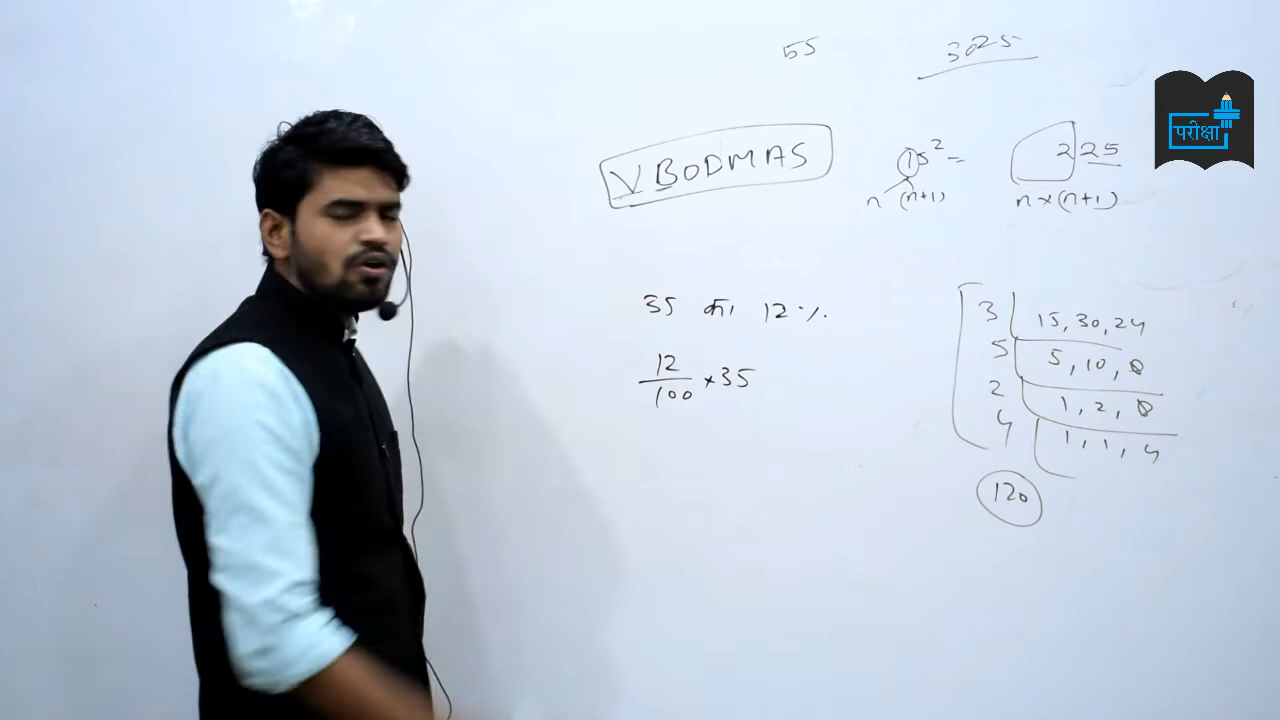 55 3025
VBODMAS
15² = 225
n (n+1) n×(n+1)
परीक्षा
35 का 12%
12/100 × 35
3 | 15, 30, 24
5 | 5, 10, 8
2 | 1, 2, 8
4 | 1, 1, 4
120